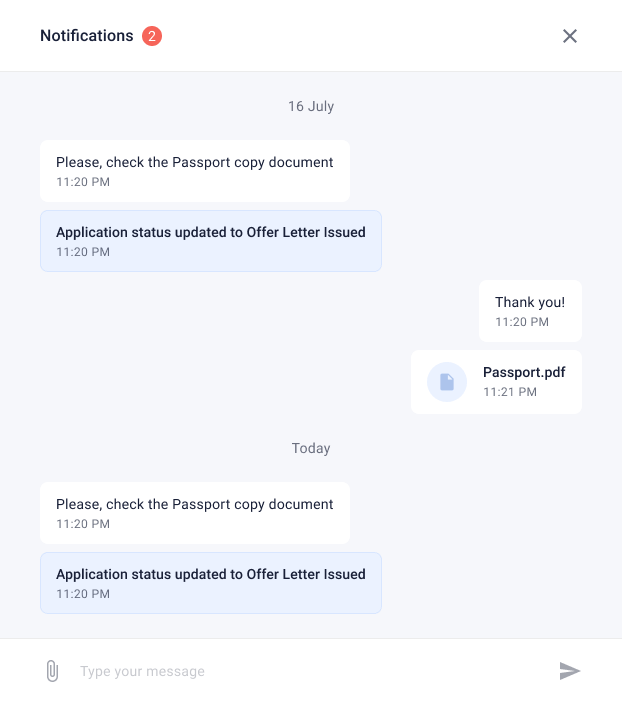 Notifications 2
16 July
Please, check the Passport copy document
11:20 PM
Application status updated to Offer Letter Issued
11:20 PM
Thank you!
11:20 PM
Passport.pdf
11:21 PM
Today
Please, check the Passport copy document
11:20 PM
Application status updated to Offer Letter Issued
11:20 PM
Type your message